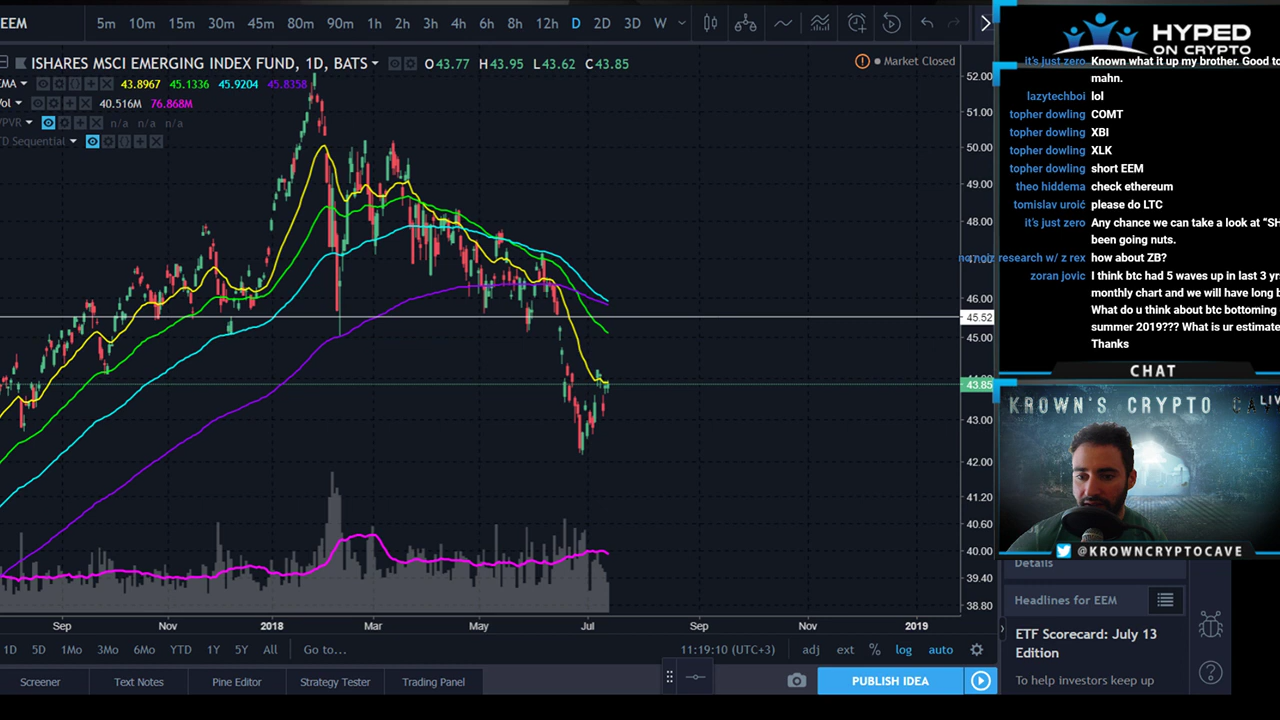 EEM 5m 10m 15m 30m 45m 80m 90m 1h 2h 3h 4h 6h 8h 12h D 2D 3D W
ISHARES MSCI EMERGING INDEX FUND, 1D, BATS O43.77 H43.95 L43.62 C43.85
Market Closed
EMA 43.8967 45.1336 45.9204 45.8358
Vol 40.516M 76.868M
VPVR n/a n/a n/a
TD Sequential
52.00
51.00
50.00
49.00
48.00
47.00
46.00
45.52
45.00
43.85
43.00
42.00
41.20
40.60
40.00
39.40
38.80
Sep Nov 2018 Mar May Jul Sep Nov 2019
1D 5D 1Mo 3Mo 6Mo YTD 1Y 5Y All Go to... 11:19:10 (UTC+3) adj ext % log auto
Screener Text Notes Pine Editor Strategy Tester Trading Panel PUBLISH IDEA
HYPED
ON CRYPTO
it's just zero Known what it up my brother. Good to
mahn.
lazytechboi lol
topher dowling COMT
topher dowling XBI
topher dowling XLK
topher dowling short EEM
theo hiddema check ethereum
tomislav uroić please do LTC
it's just zero Any chance we can take a look at “SH
been going nuts.
research w/ z rex how about ZB?
zoran jovic I think btc had 5 waves up in last 3 yr
monthly chart and we will have long b
What do u think about btc bottoming
summer 2019??? What is ur estimate
Thanks
CHAT
KROWN'S CRYPTO CAVE
LIV
@KROWNCRYPTOCAVE
Details
Headlines for EEM
ETF Scorecard: July 13
Edition
To help investors keep up